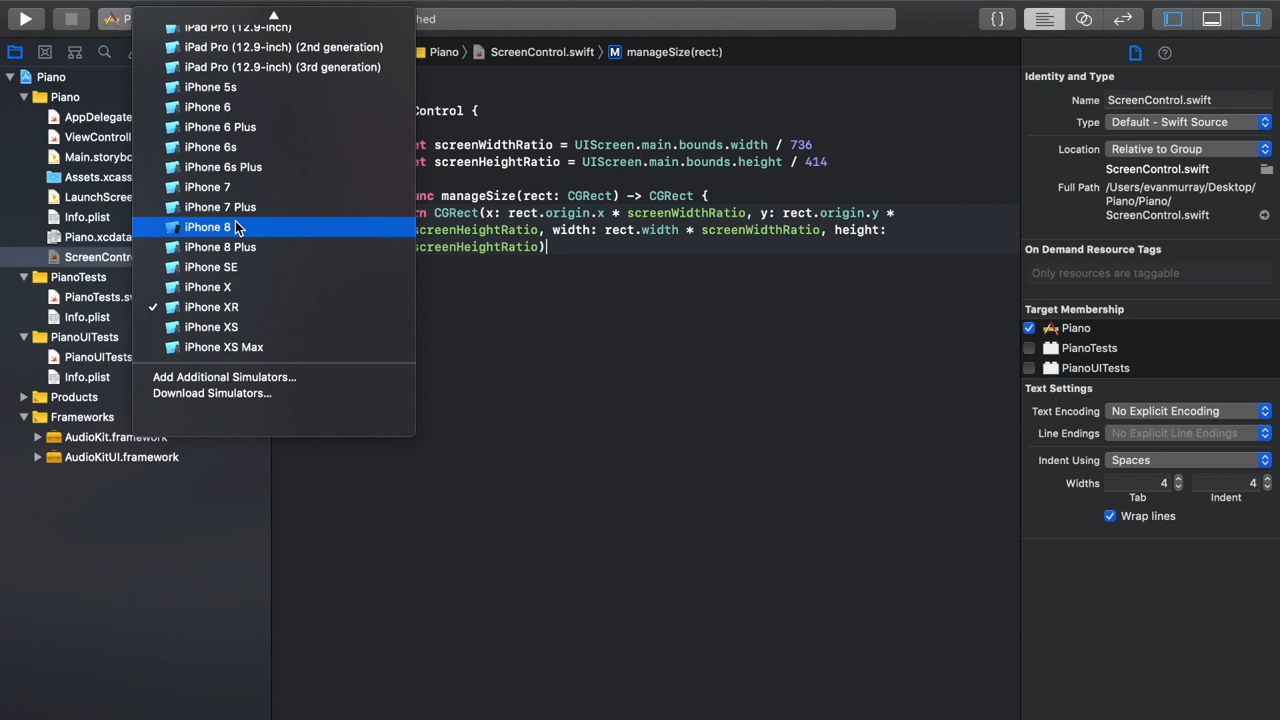 P
ched
Piano
ScreenControl.swift
M
manageSize(rect:)
iPad Pro (12.9-inch)
iPad Pro (12.9-inch) (2nd generation)
iPad Pro (12.9-inch) (3rd generation)
iPhone 5s
iPhone 6
iPhone 6 Plus
iPhone 6s
iPhone 6s Plus
iPhone 7
iPhone 7 Plus
iPhone 8
iPhone 8 Plus
iPhone SE
iPhone X
iPhone XR
iPhone XS
iPhone XS Max
Add Additional Simulators...
Download Simulators...
Piano
Piano
AppDelegate
ViewControll
Main.storybo
Assets.xcass
LaunchScree
Info.plist
Piano.xcdata
ScreenContro
PianoTests
PianoTests.sw
Info.plist
PianoUITests
PianoUITests
Info.plist
Products
Frameworks
AudioKit.framework
AudioKitUI.framework
Control {
et screenWidthRatio = UIScreen.main.bounds.width / 736
et screenHeightRatio = UIScreen.main.bounds.height / 414
unc manageSize(rect: CGRect) -> CGRect {
rn CGRect(x: rect.origin.x * screenWidthRatio, y: rect.origin.y *
screenHeightRatio, width: rect.width * screenWidthRatio, height:
screenHeightRatio)
Identity and Type
Name ScreenControl.swift
Type Default - Swift Source
Location Relative to Group
ScreenControl.swift
Full Path /Users/evanmurray/Desktop/
Piano/Piano/
ScreenControl.swift
On Demand Resource Tags
Only resources are taggable
Target Membership
Piano
PianoTests
PianoUITests
Text Settings
Text Encoding No Explicit Encoding
Line Endings No Explicit Line Endings
Indent Using Spaces
Widths 4 4
Tab Indent
Wrap lines